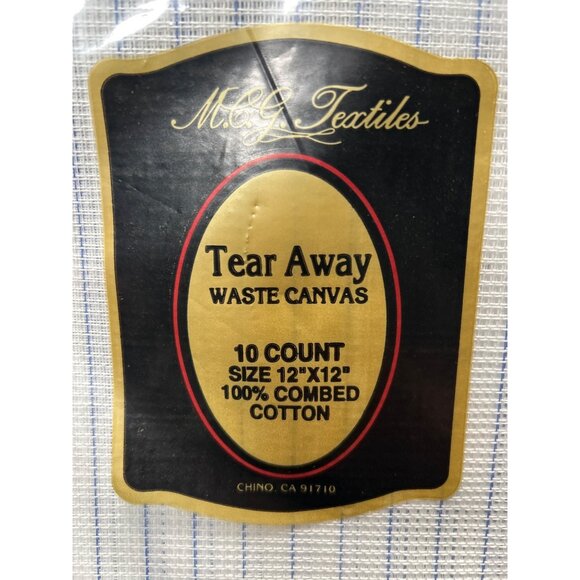 M.C.G. Textiles
Tear Away
WASTE CANVAS
10 COUNT
SIZE 12"X12"
100% COMBED
COTTON
CHINO, CA 91710